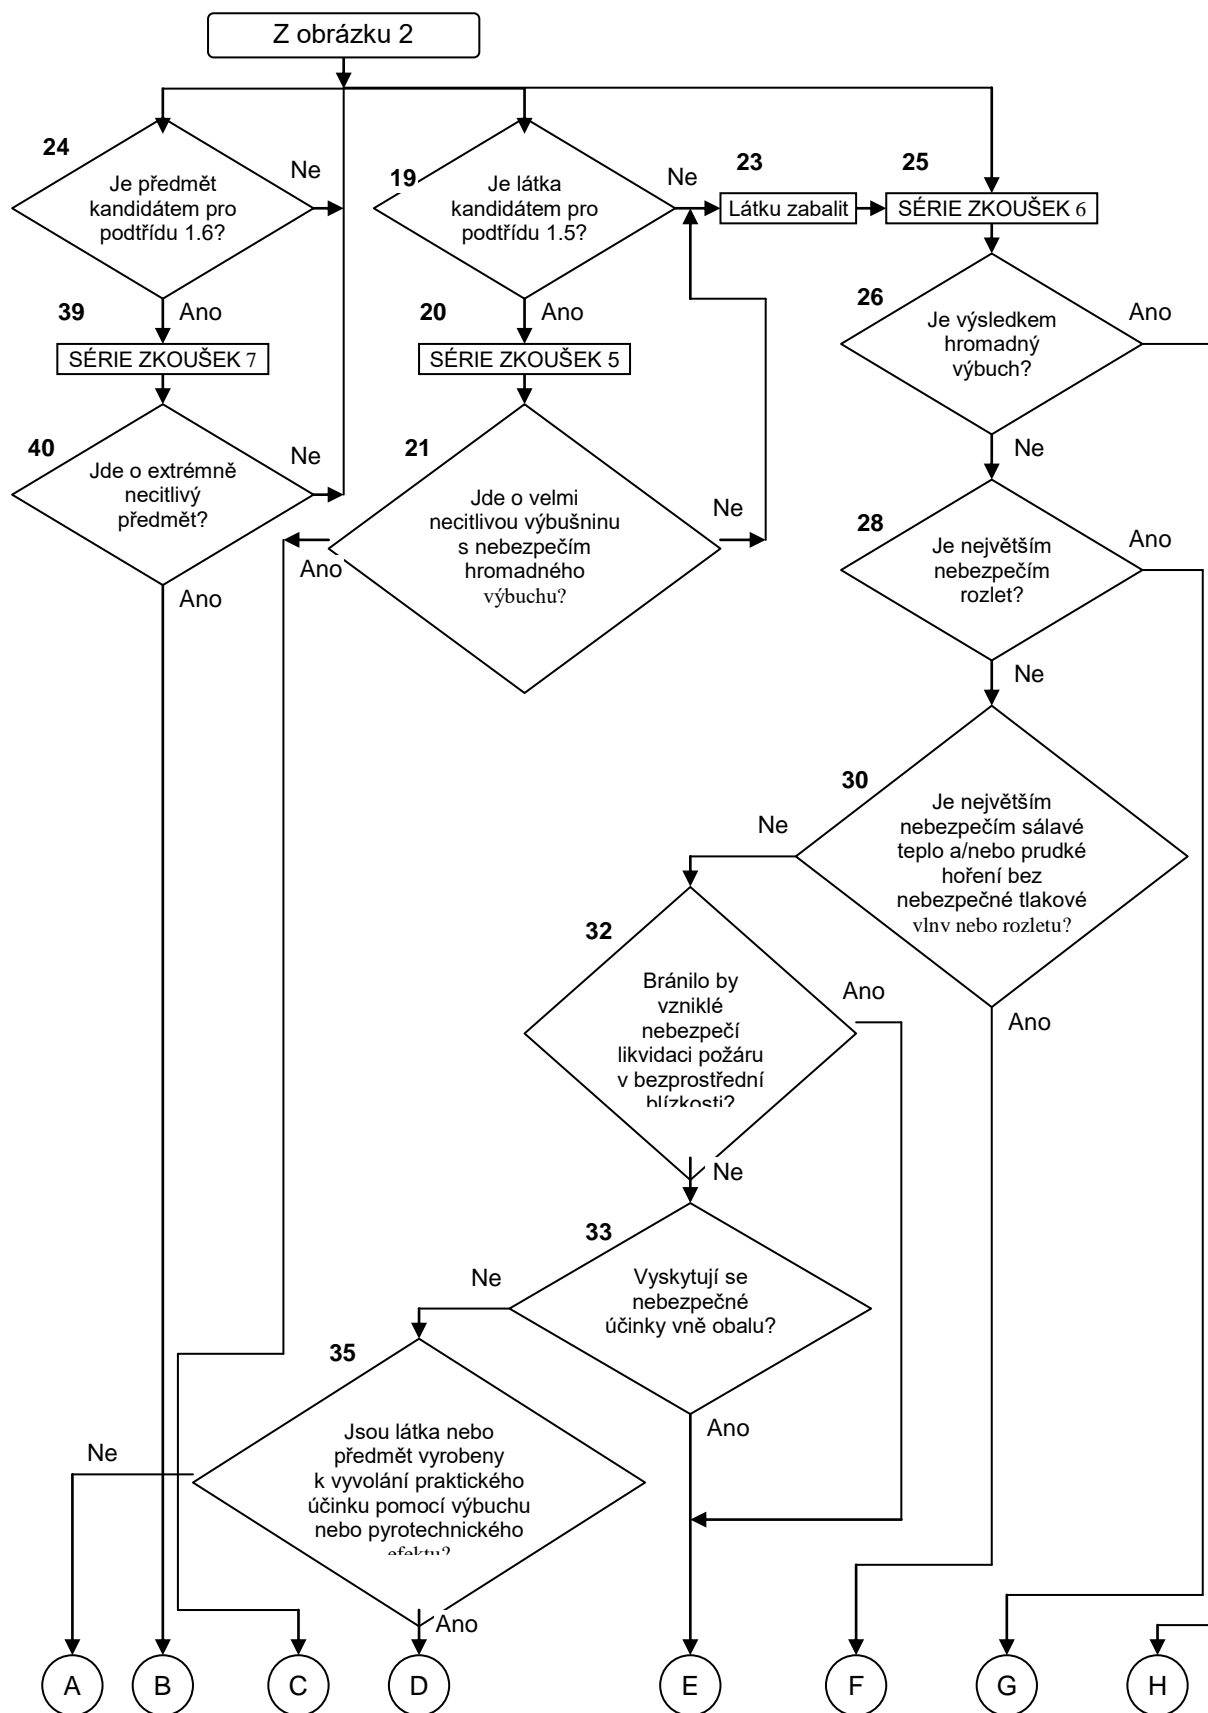 Z obrázku 2
24
Je předmět
kandidátem pro
podtřídu 1.6?
Ne
Ano
19
Je látka
kandidátem pro
podtřídu 1.5?
Ne
Ano
23
Látku zabalit
25
SÉRIE ZKOUŠEK 6
39
SÉRIE ZKOUŠEK 7
20
SÉRIE ZKOUŠEK 5
26
Je výsledkem
hromadný
výbuch?
Ano
Ne
40
Jde o extrémně
necitlivý
předmět?
Ne
Ano
21
Jde o velmi
necitlivou výbušninu
s nebezpečím
hromadného
výbuchu?
Ne
Ano
28
Je největším
nebezpečím
rozlet?
Ano
Ne
30
Je největším
nebezpečím sálavé
teplo a/nebo prudké
hoření bez
nebezpečné tlakové
vlny nebo rozletu?
Ne
Ano
32
Bránilo by
vzniklé
nebezpečí
likvidaci požáru
v bezprostřední
blízkosti?
Ano
Ne
33
Vyskytují se
nebezpečné
účinky vně obalu?
Ne
Ano
35
Jsou látka nebo
předmět vyrobeny
k vyvolání praktického
účinku pomocí výbuchu
nebo pyrotechnického
efektu?
Ne
Ano
A
B
C
D
E
F
G
H